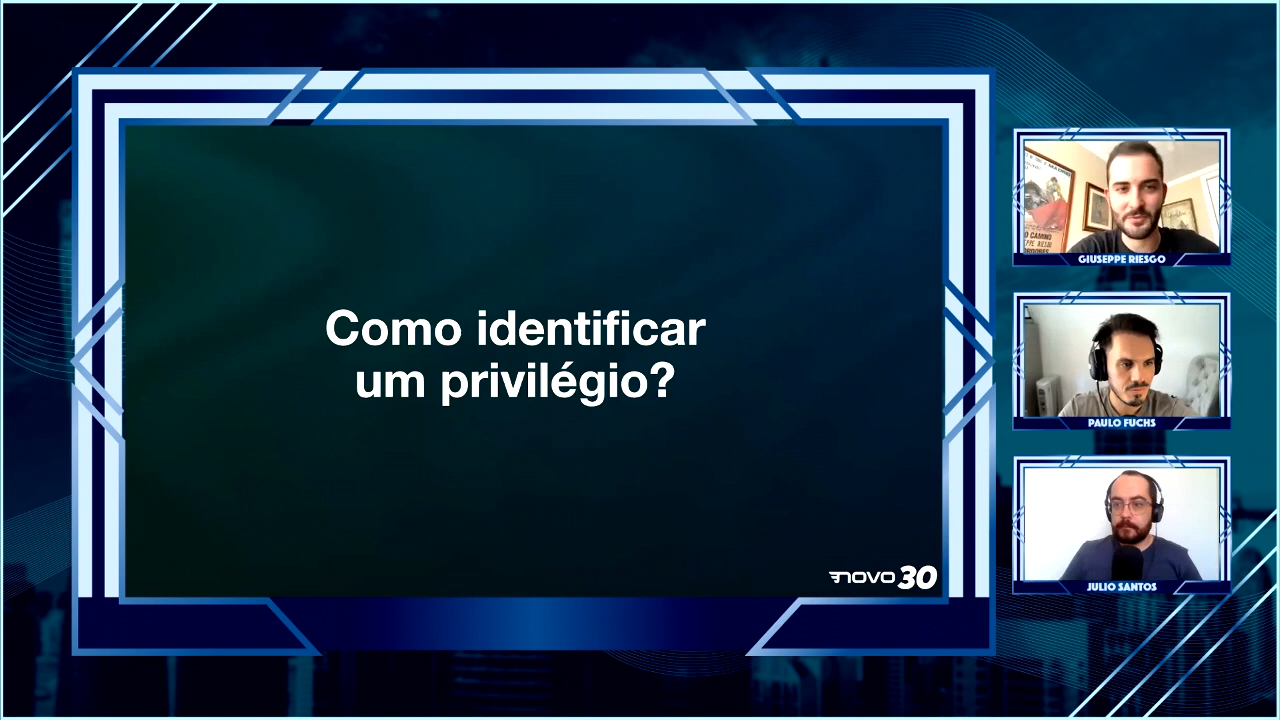 Como identificar
um privilégio?
NOVO 30
GIUSEPPE RIESGO
PAULO FUCHS
JULIO SANTOS